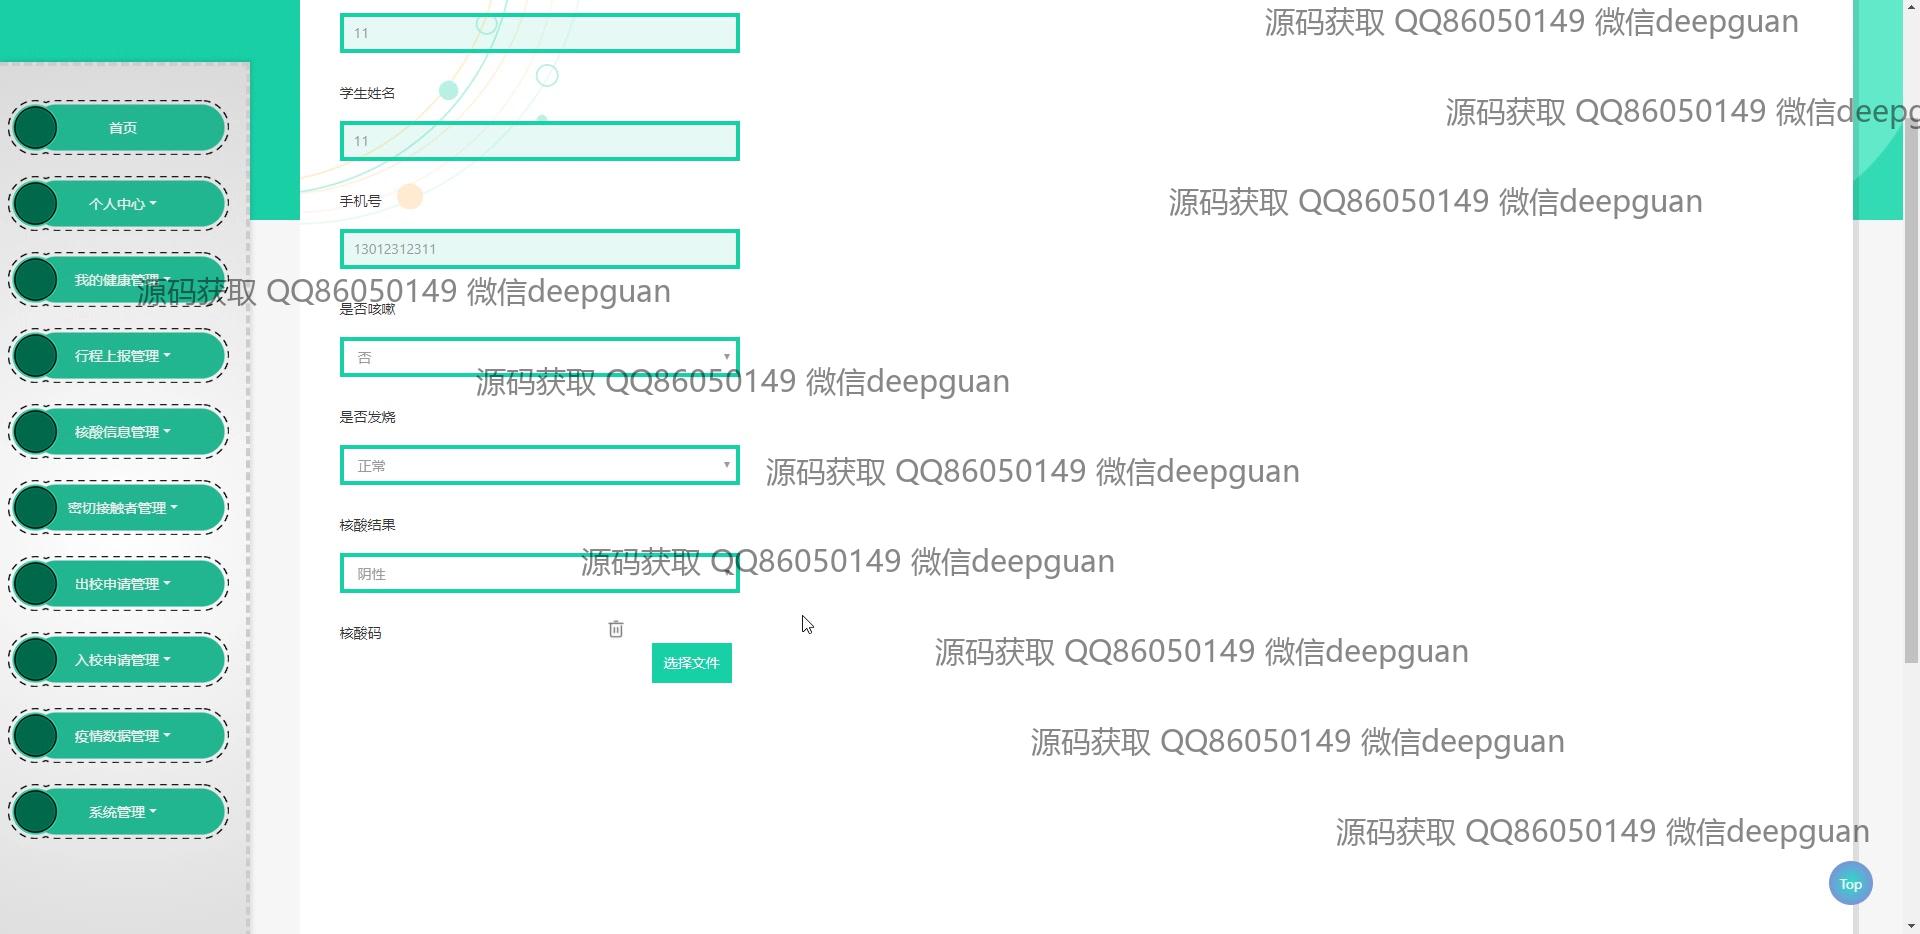 源码获取 QQ86050149 微信deepguan
11
学生姓名
源码获取 QQ86050149 微信deepg
首页
11
个人中心
手机号
源码获取 QQ86050149 微信deepguan
13012312311
我的健康管理
源码获取 QQ86050149 微信deepguan
是否咳嗽
行程上报管理
否
源码获取 QQ86050149 微信deepguan
是否发烧
核酸信息管理
正常
源码获取 QQ86050149 微信deepguan
密切接触者管理
核酸结果
源码获取 QQ86050149 微信deepguan
阴性
出校申请管理
核酸码
源码获取 QQ86050149 微信deepguan
入校申请管理
选择文件
疫情数据管理
源码获取 QQ86050149 微信deepguan
系统管理
源码获取 QQ86050149 微信deepguan
Top